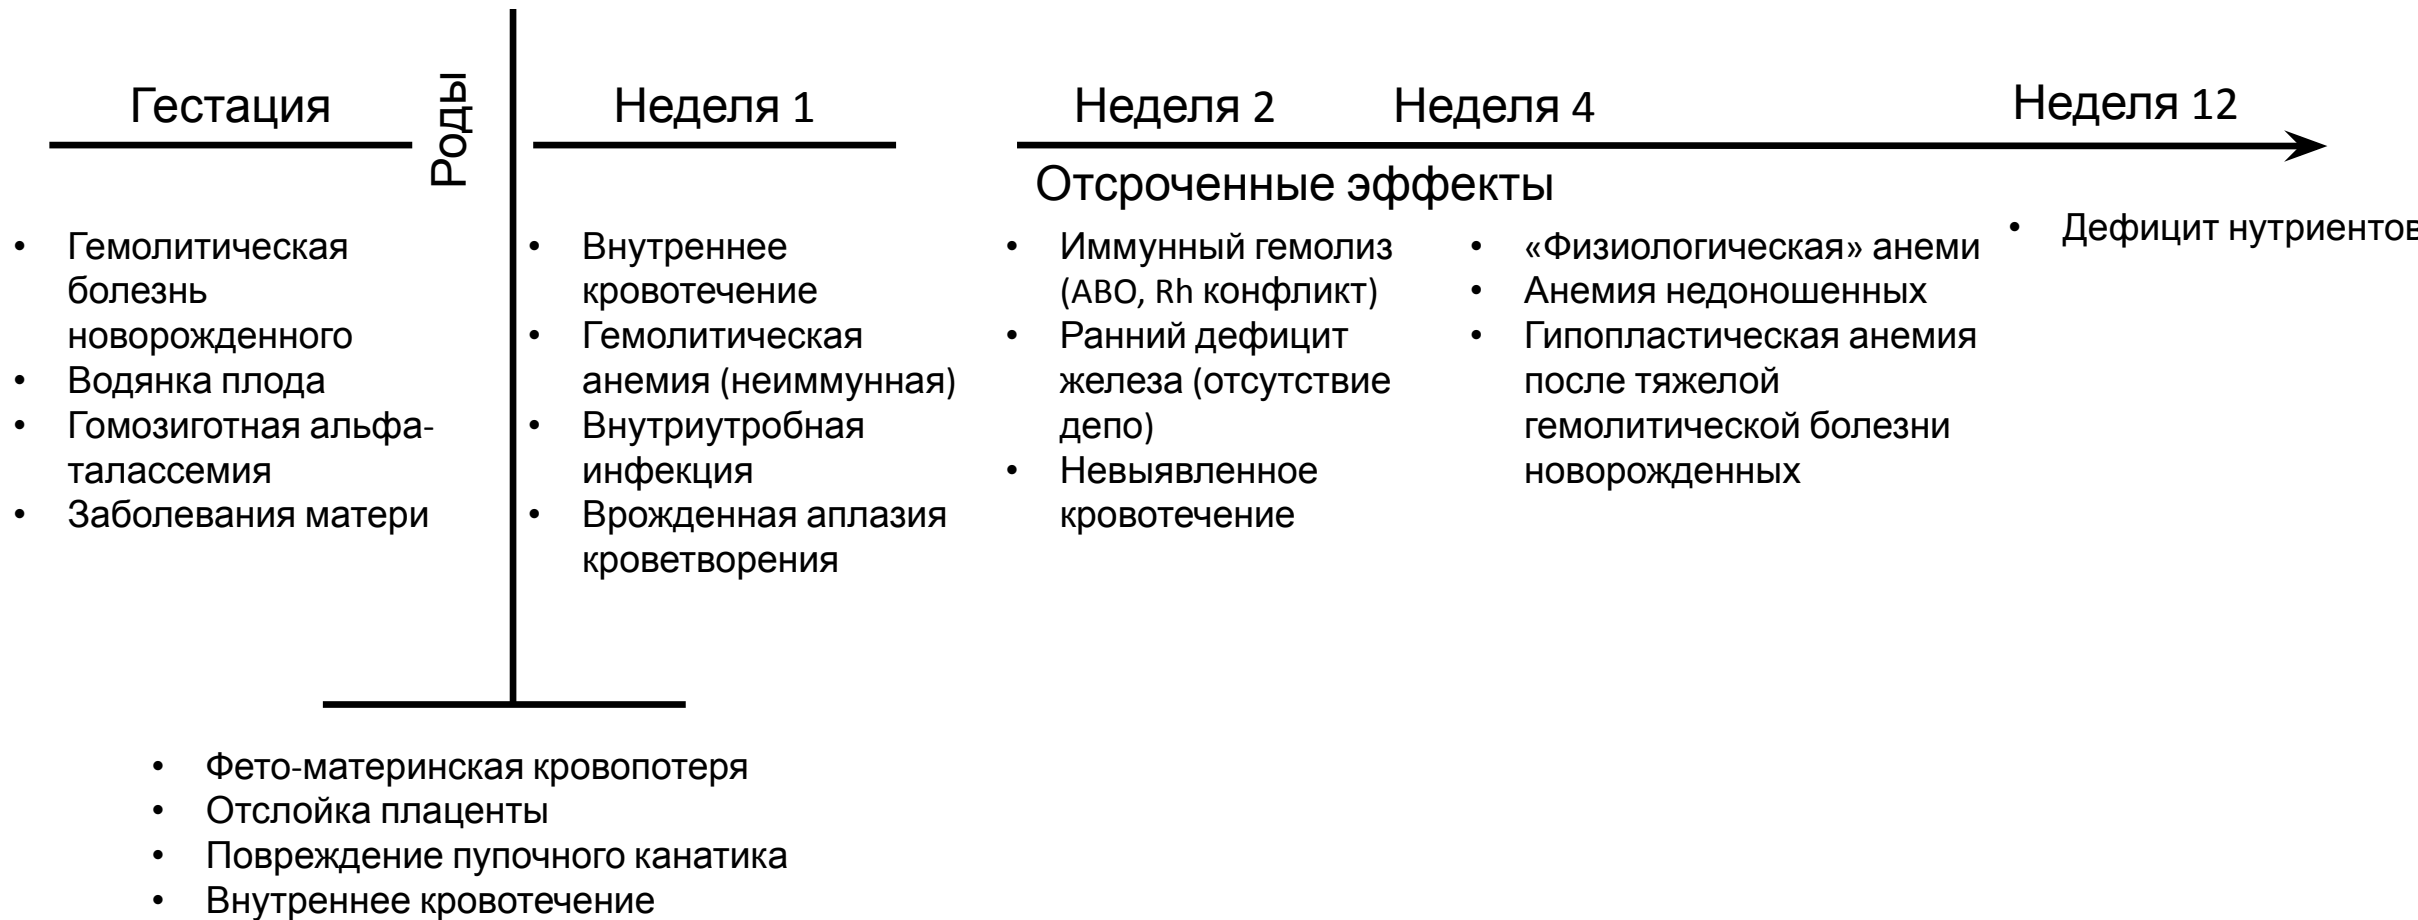 Гестация
Роды
Неделя 1
Неделя 2
Неделя 4
Неделя 12
Отсроченные эффекты
• Гемолитическая
болезнь
новорожденного
• Водянка плода
• Гомозиготная альфа-
талассемия
• Заболевания матери
• Внутреннее
кровотечение
• Гемолитическая
анемия (неиммунная)
• Внутриутробная
инфекция
• Врожденная аплазия
кроветворения
• Иммунный гемолиз
(АВО, Rh конфликт)
• Ранний дефицит
железа (отсутствие
депо)
• Невыявленное
кровотечение
• «Физиологическая» анеми
• Анемия недоношенных
• Гипопластическая анемия
после тяжелой
гемолитической болезни
новорожденных
• Дефицит нутриентов
• Фето-материнская кровопотеря
• Отслойка плаценты
• Повреждение пупочного канатика
• Внутреннее кровотечение